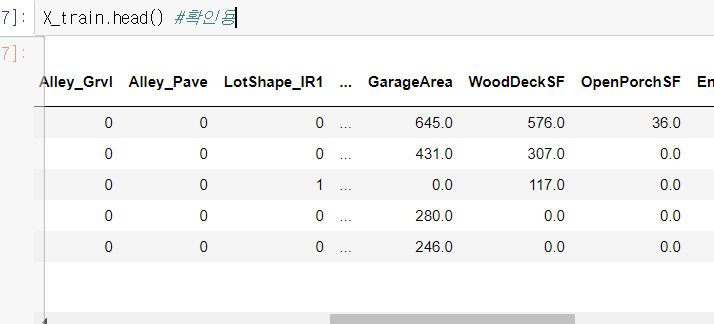 7]: X_train.head() #확인용
7]:
Alley_Grvl Alley_Pave LotShape_IR1 ... GarageArea WoodDeckSF OpenPorchSF En
0 0 0 ... 645.0 576.0 36.0
0 0 0 ... 431.0 307.0 0.0
0 0 1 ... 0.0 117.0 0.0
0 0 0 ... 280.0 0.0 0.0
0 0 0 ... 246.0 0.0 0.0